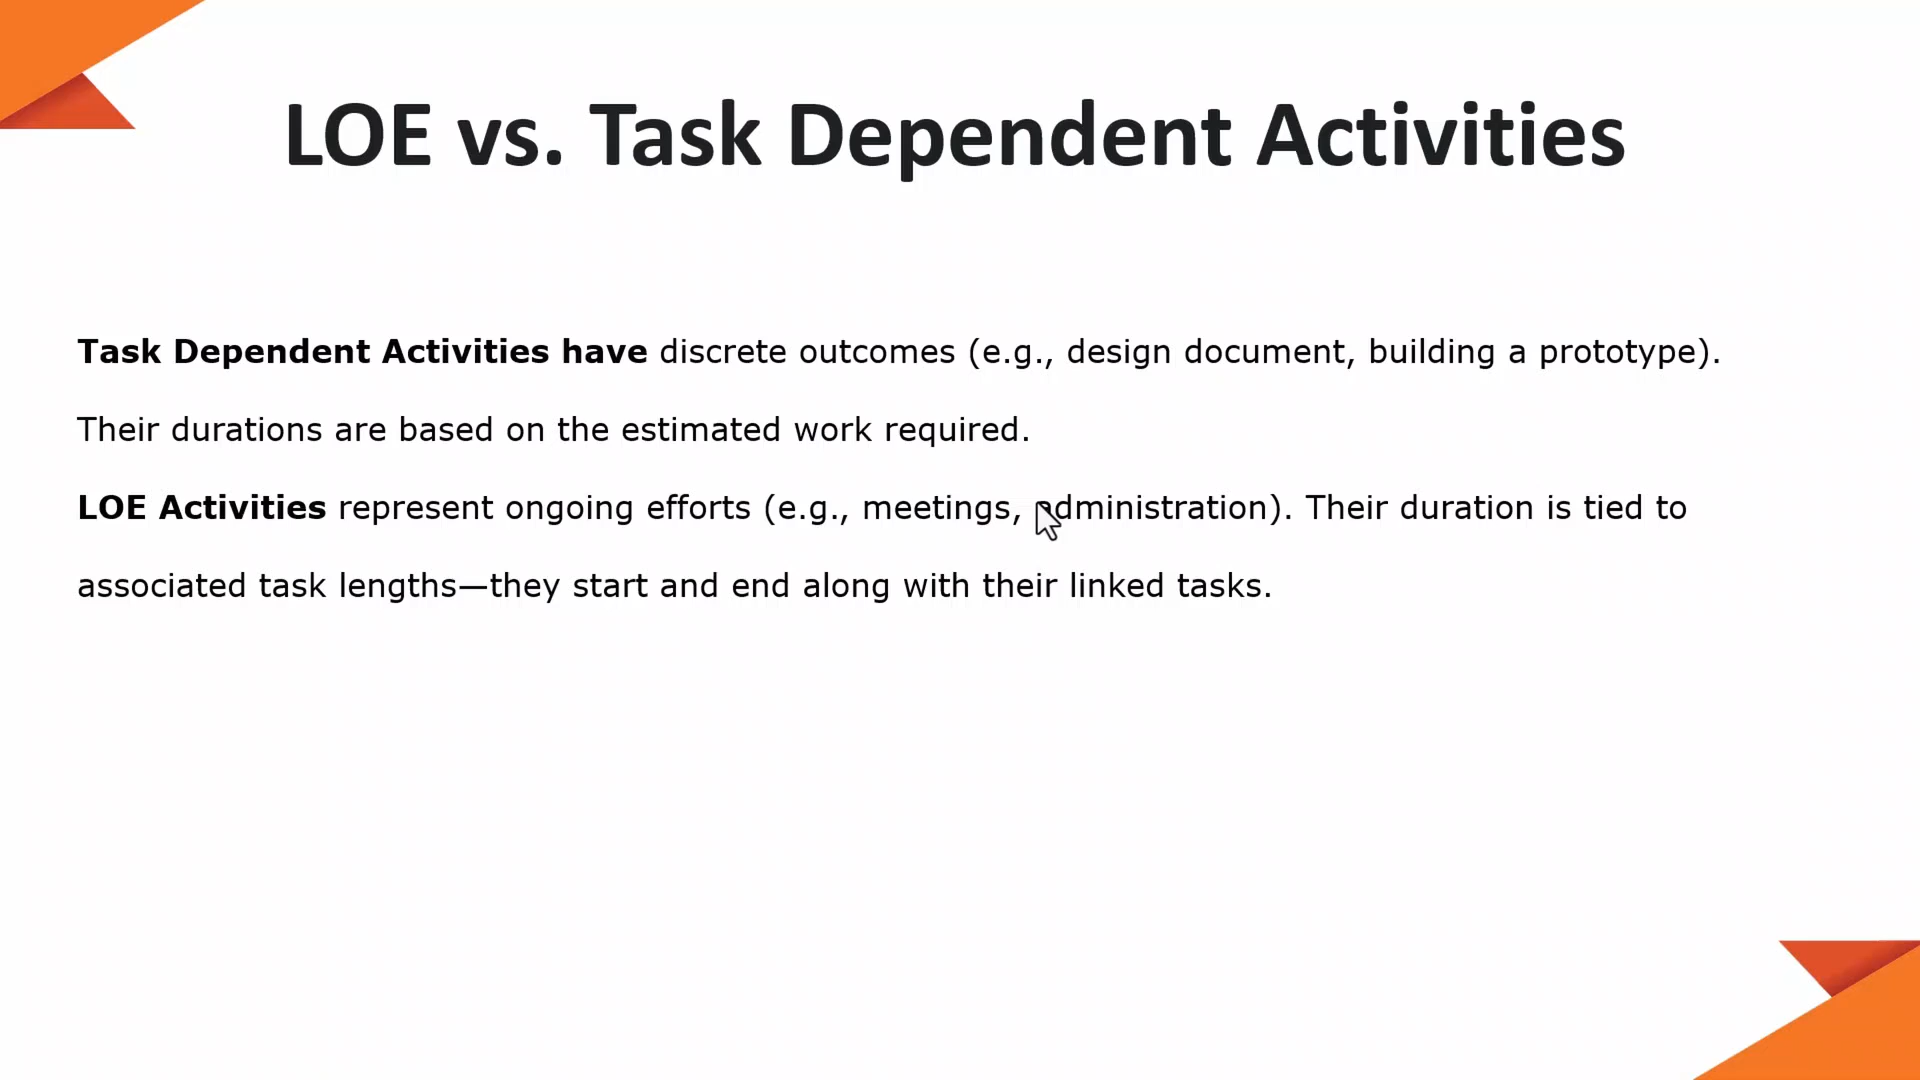 LOE vs. Task Dependent Activities
Task Dependent Activities have discrete outcomes (e.g., design document, building a prototype).
Their durations are based on the estimated work required.
LOE Activities represent ongoing efforts (e.g., meetings, administration). Their duration is tied to
associated task lengths—they start and end along with their linked tasks.